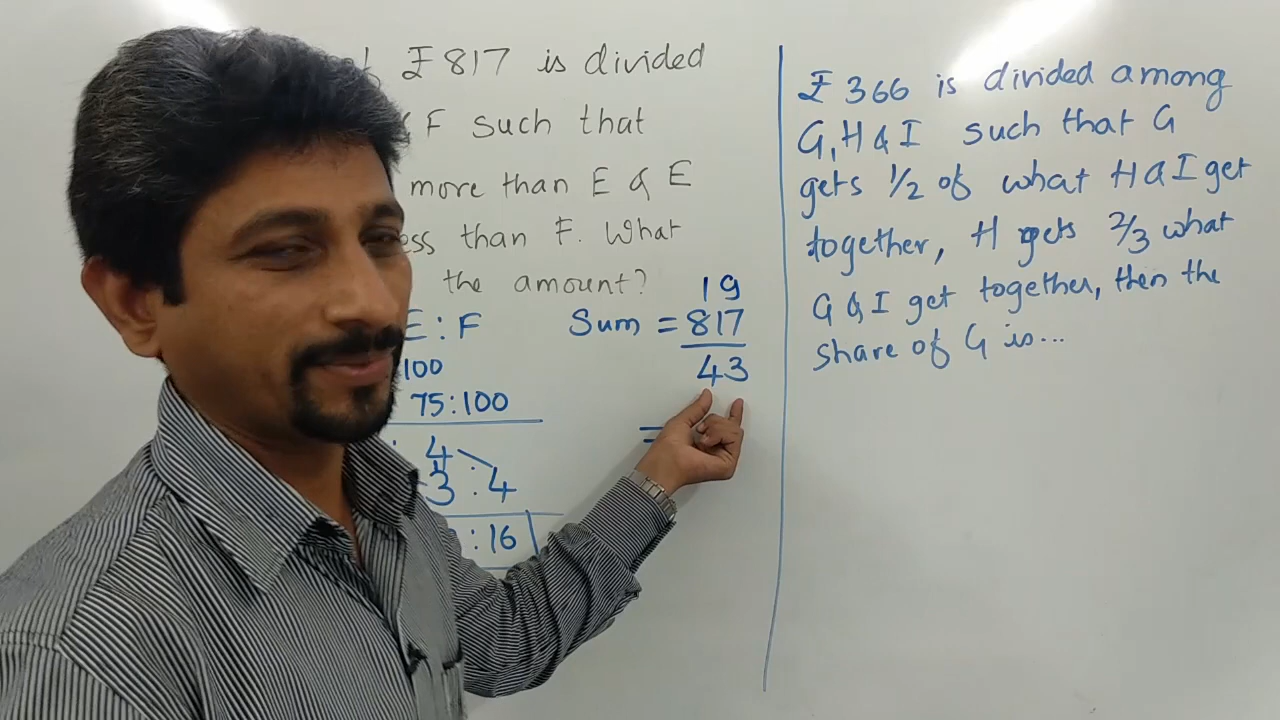 ₹817 is divided
F such that
more than E & E
less than F. What
the amount?
E : F
100
75 : 100
4
3 : 4
: 16
19
Sum = 817
43
=
₹ 366 is divided among
G, H & I such that G
gets 1/2 of what H & I get
together, H gets 2/3 what
G & I get together, then the
share of G is...